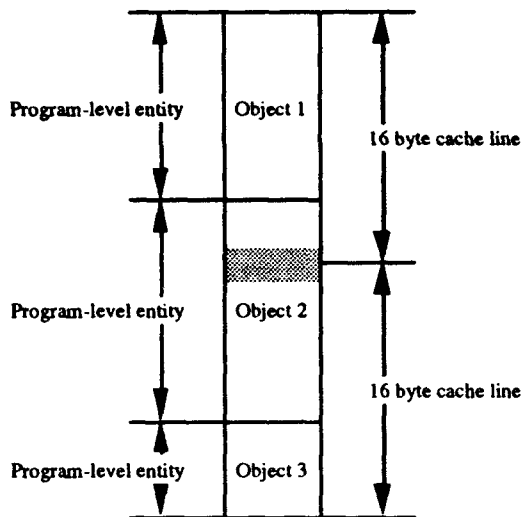 Program-level entity
Object 1
16 byte cache line
Program-level entity
Object 2
16 byte cache line
Program-level entity
Object 3